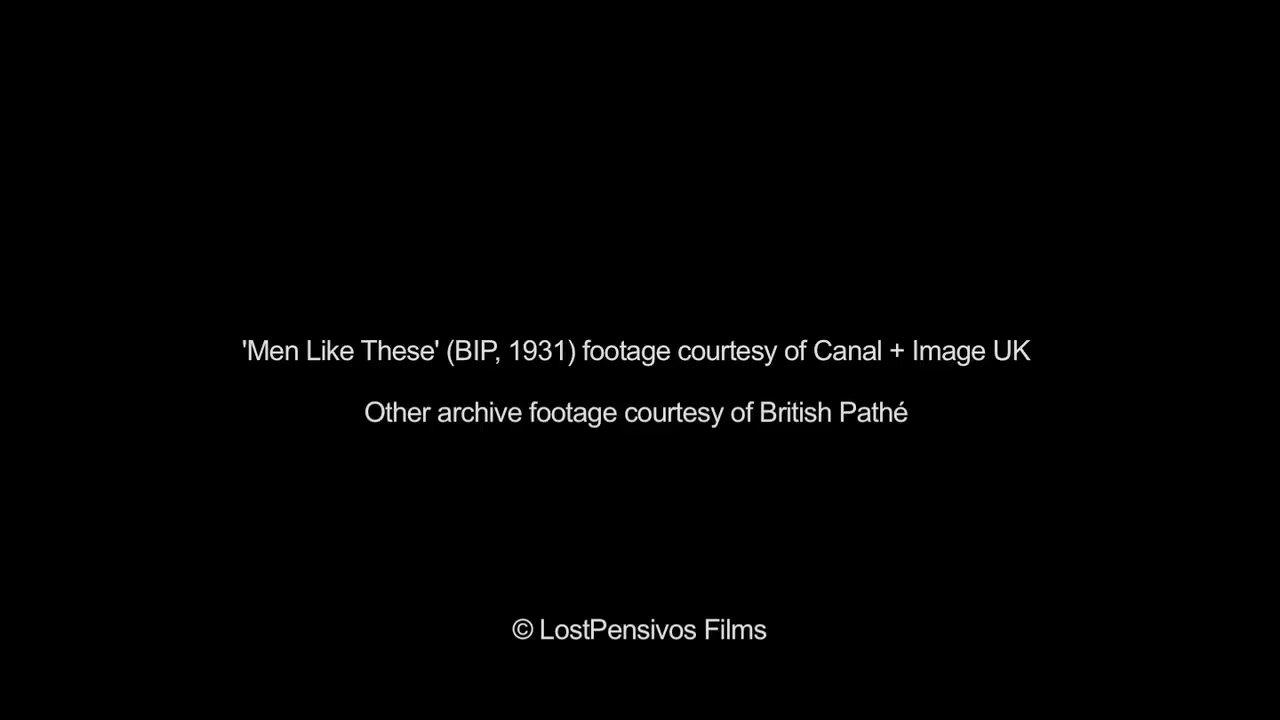 'Men Like These' (BIP, 1931) footage courtesy of Canal + Image UK
Other archive footage courtesy of British Pathé
© LostPensivos Films